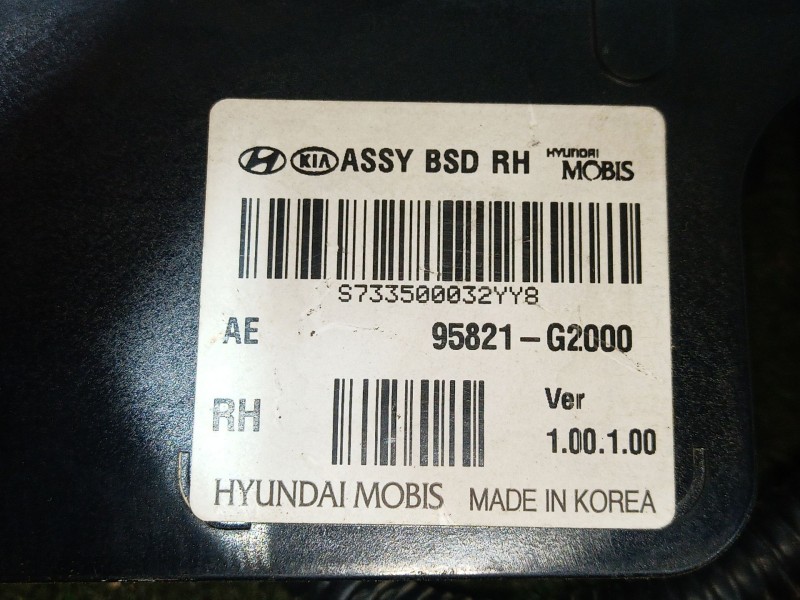 KIA ASSY BSD RH HYUNDAI MOBIS
S733500032YY8
AE 95821-G2000
RH Ver
1.00.1.00
HYUNDAI MOBIS MADE IN KOREA